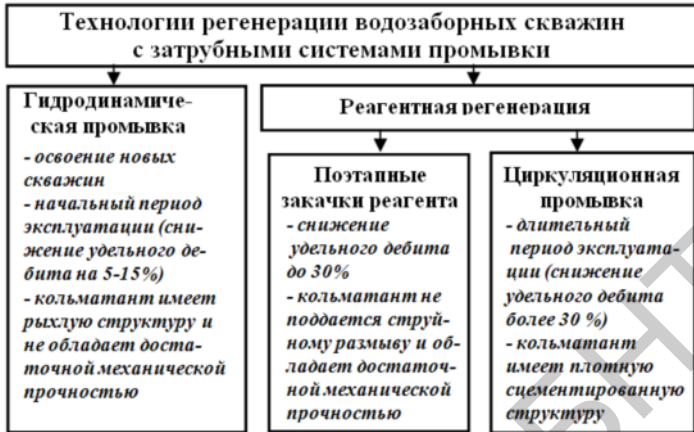 Технологии регенерации водозаборных скважин
с затрубными системами промывки
Гидродинамиче-
ская промывка
- освоение новых
скважин
- начальный период
эксплуатации (сни-
жение удельного де-
бита на 5-15%)
- кольматант имеет
рыхлую структуру и
не обладает доста-
точной механической
прочностью
Реагентная регенерация
Поэтапные
закачки реагента
- снижение
удельного дебита
до 30%
- кольматант не
поддается струй-
ному размыву и об-
ладает достаточ-
ной механической
прочностью
Циркуляционная
промывка
- длительный
период эксплуата-
ции (снижение
удельного дебита
более 30 %)
- кольматант
имеет плотную
сцементированную
структуру
БНТ